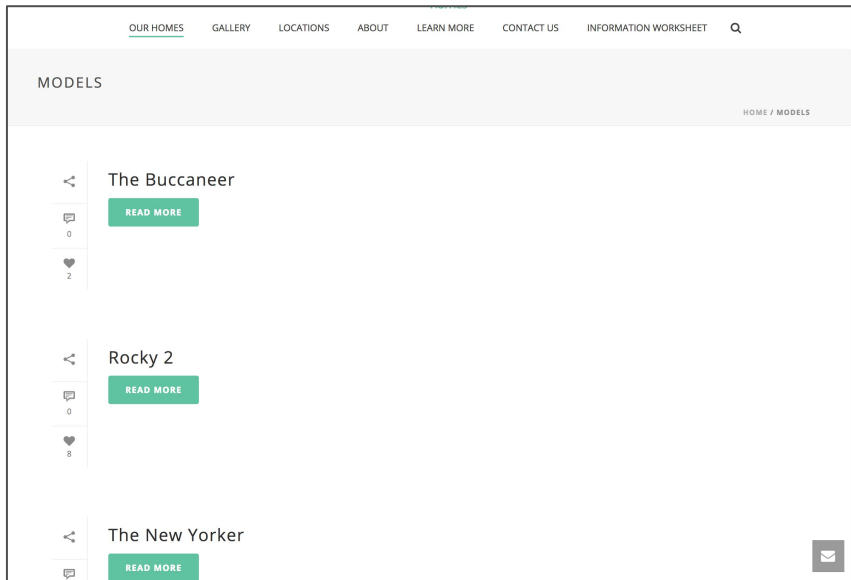 OUR HOMES GALLERY LOCATIONS ABOUT LEARN MORE CONTACT US INFORMATION WORKSHEET
MODELS
HOME / MODELS
The Buccaneer
READ MORE
0
2
Rocky 2
READ MORE
0
8
The New Yorker
READ MORE